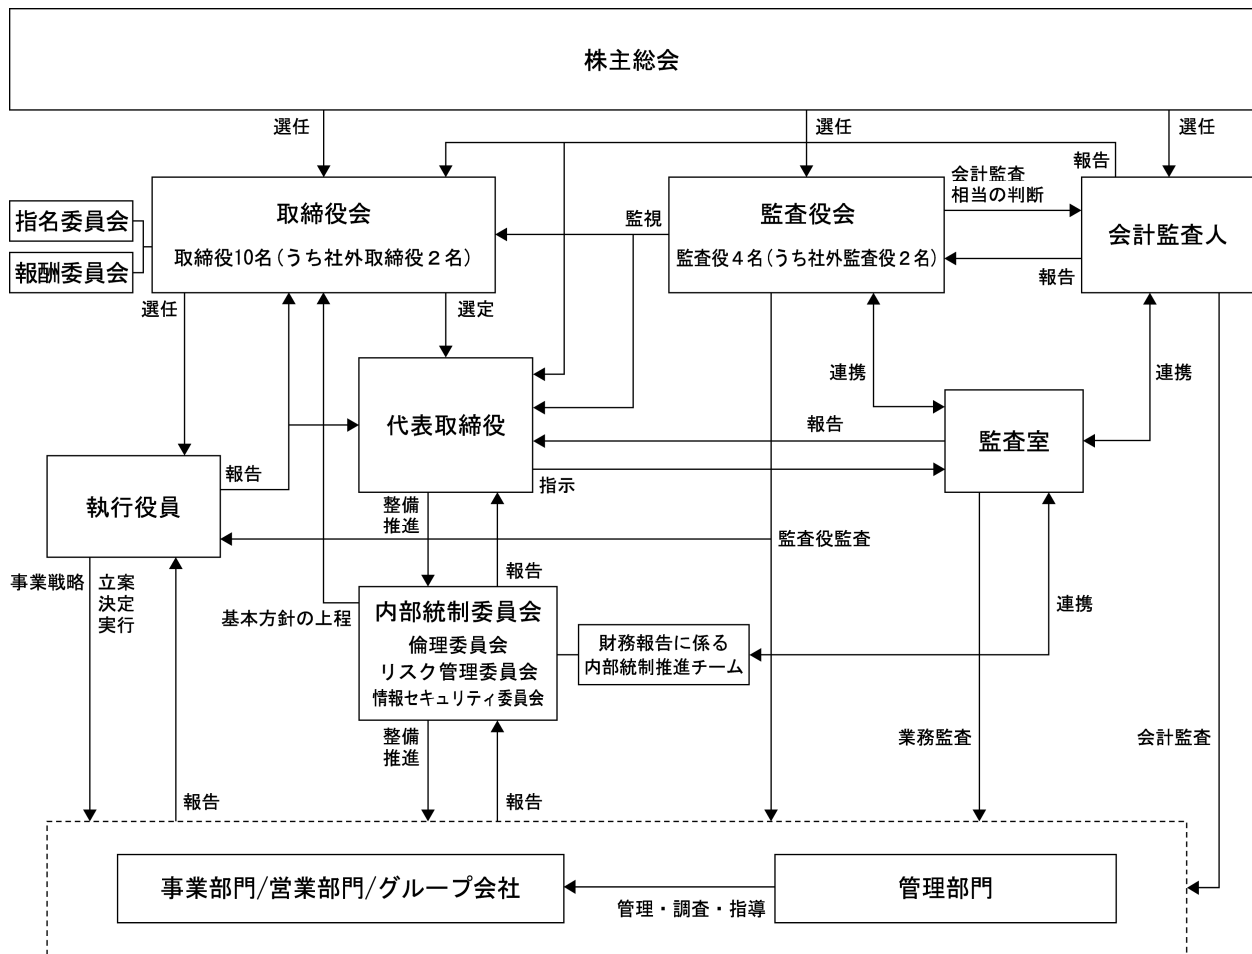 株主総会
選任
選任
選任
報告
指名委員会
報酬委員会
取締役会
取締役10名(うち社外取締役2名)
監視
監査役会
監査役4名(うち社外監査役2名)
会計監査
相当の判断
報告
会計監査人
選任
選定
連携
連携
代表取締役
報告
監査室
指示
執行役員
報告
整備
推進
監査役監査
報告
事業戦略
立案
決定
実行
基本方針の上程
内部統制委員会
倫理委員会
リスク管理委員会
情報セキュリティ委員会
財務報告に係る
内部統制推進チーム
連携
整備
推進
業務監査
会計監査
報告
報告
事業部門/営業部門/グループ会社
管理・調査・指導
管理部門